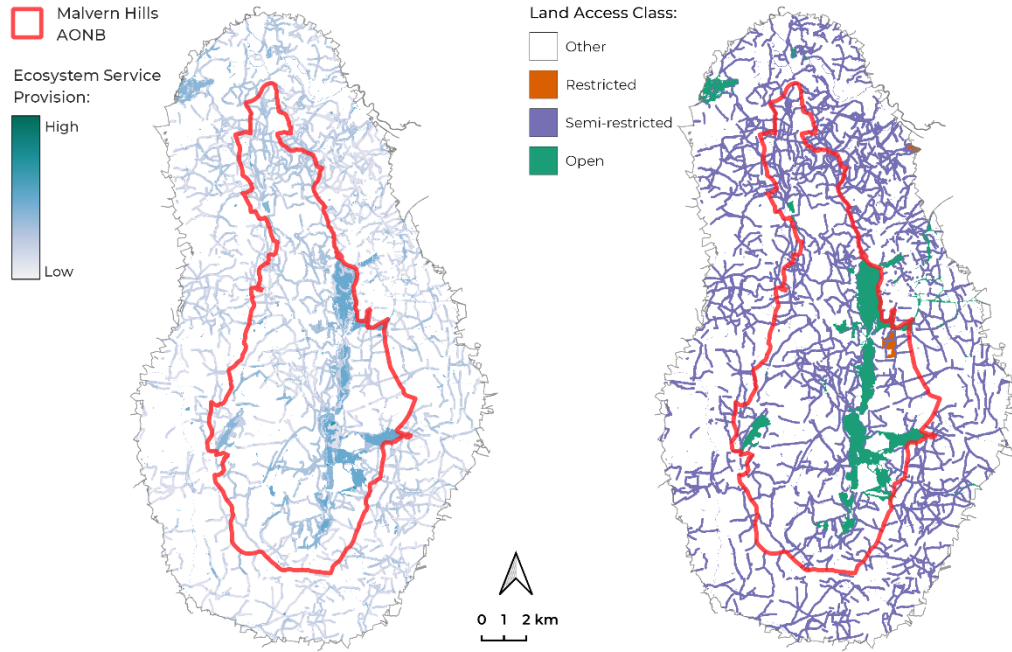 Malvern Hills
AONB
Ecosystem Service
Provision:
High
Low
Land Access Class:
Other
Restricted
Semi-restricted
Open
0 1 2 km